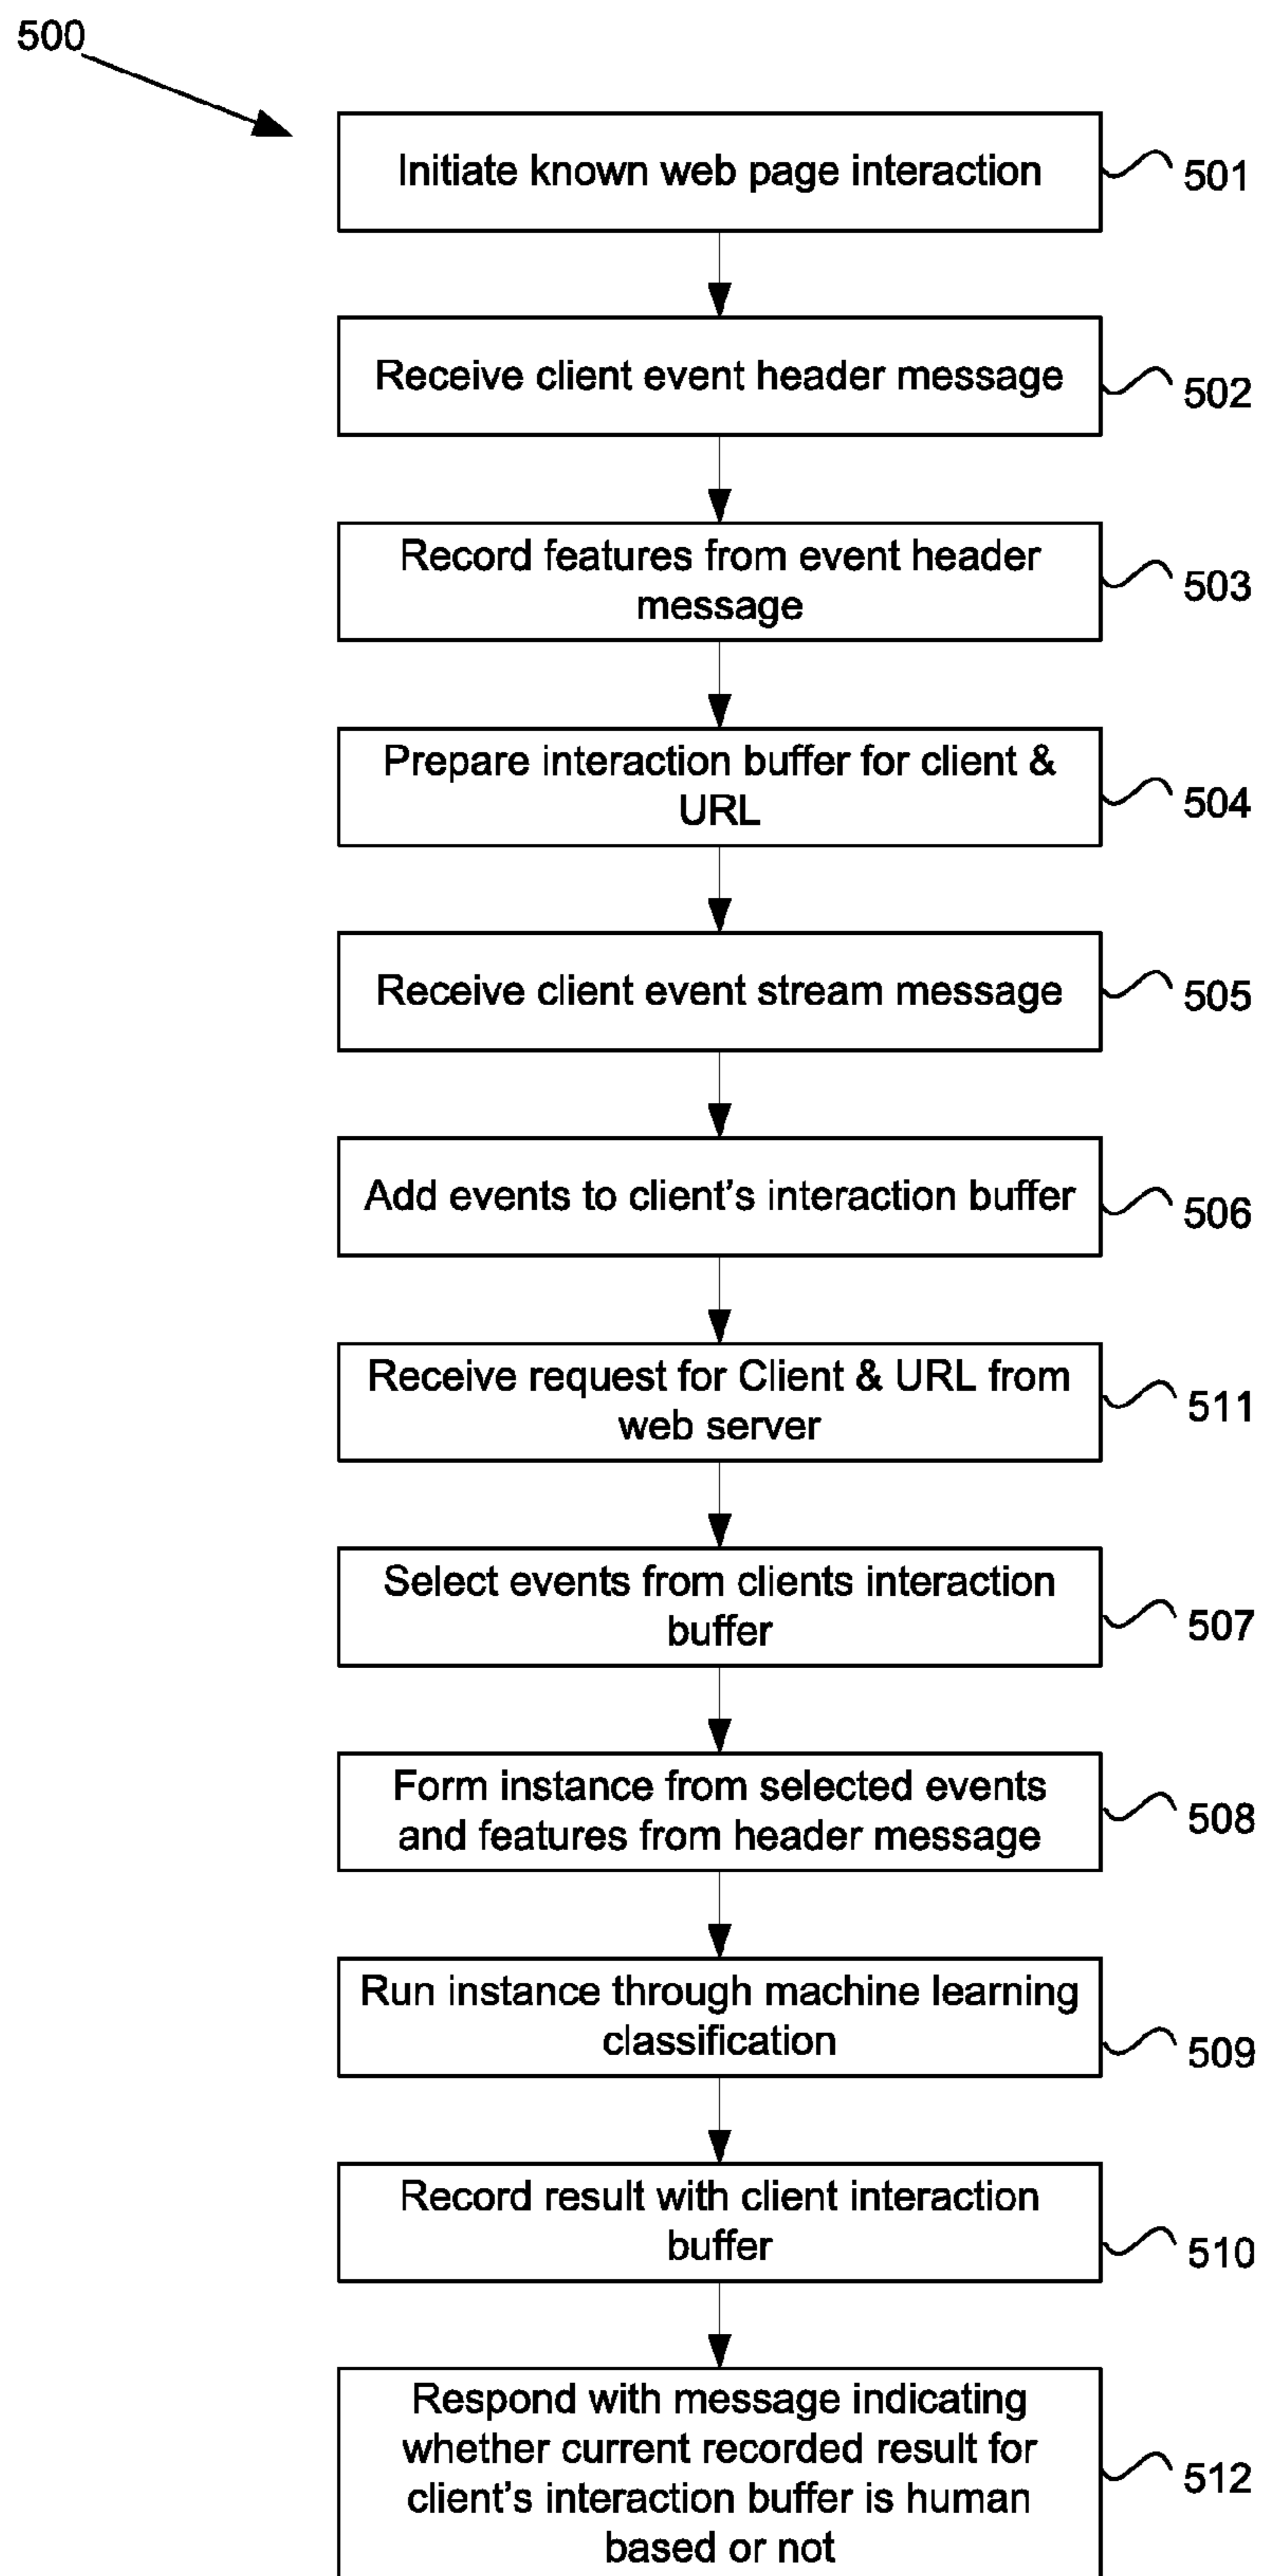 500
Initiate known web page interaction
501
Receive client event header message
502
Record features from event header
message
503
Prepare interaction buffer for client &
URL
504
Receive client event stream message
505
Add events to client's interaction buffer
506
Receive request for Client & URL from
web server
511
Select events from clients interaction
buffer
507
Form instance from selected events
and features from header message
508
Run instance through machine learning
classification
509
Record result with client interaction
buffer
510
Respond with message indicating
whether current recorded result for
client's interaction buffer is human
based or not
512